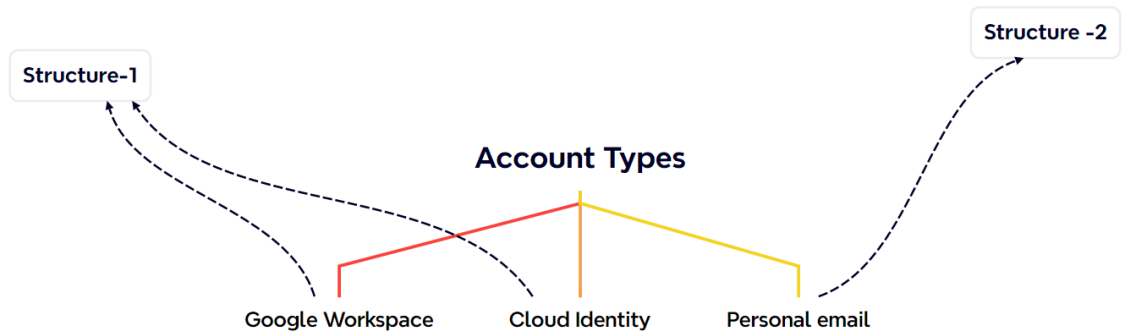 Structure -2
Structure-1
Account Types
Google Workspace
Cloud Identity
Personal email